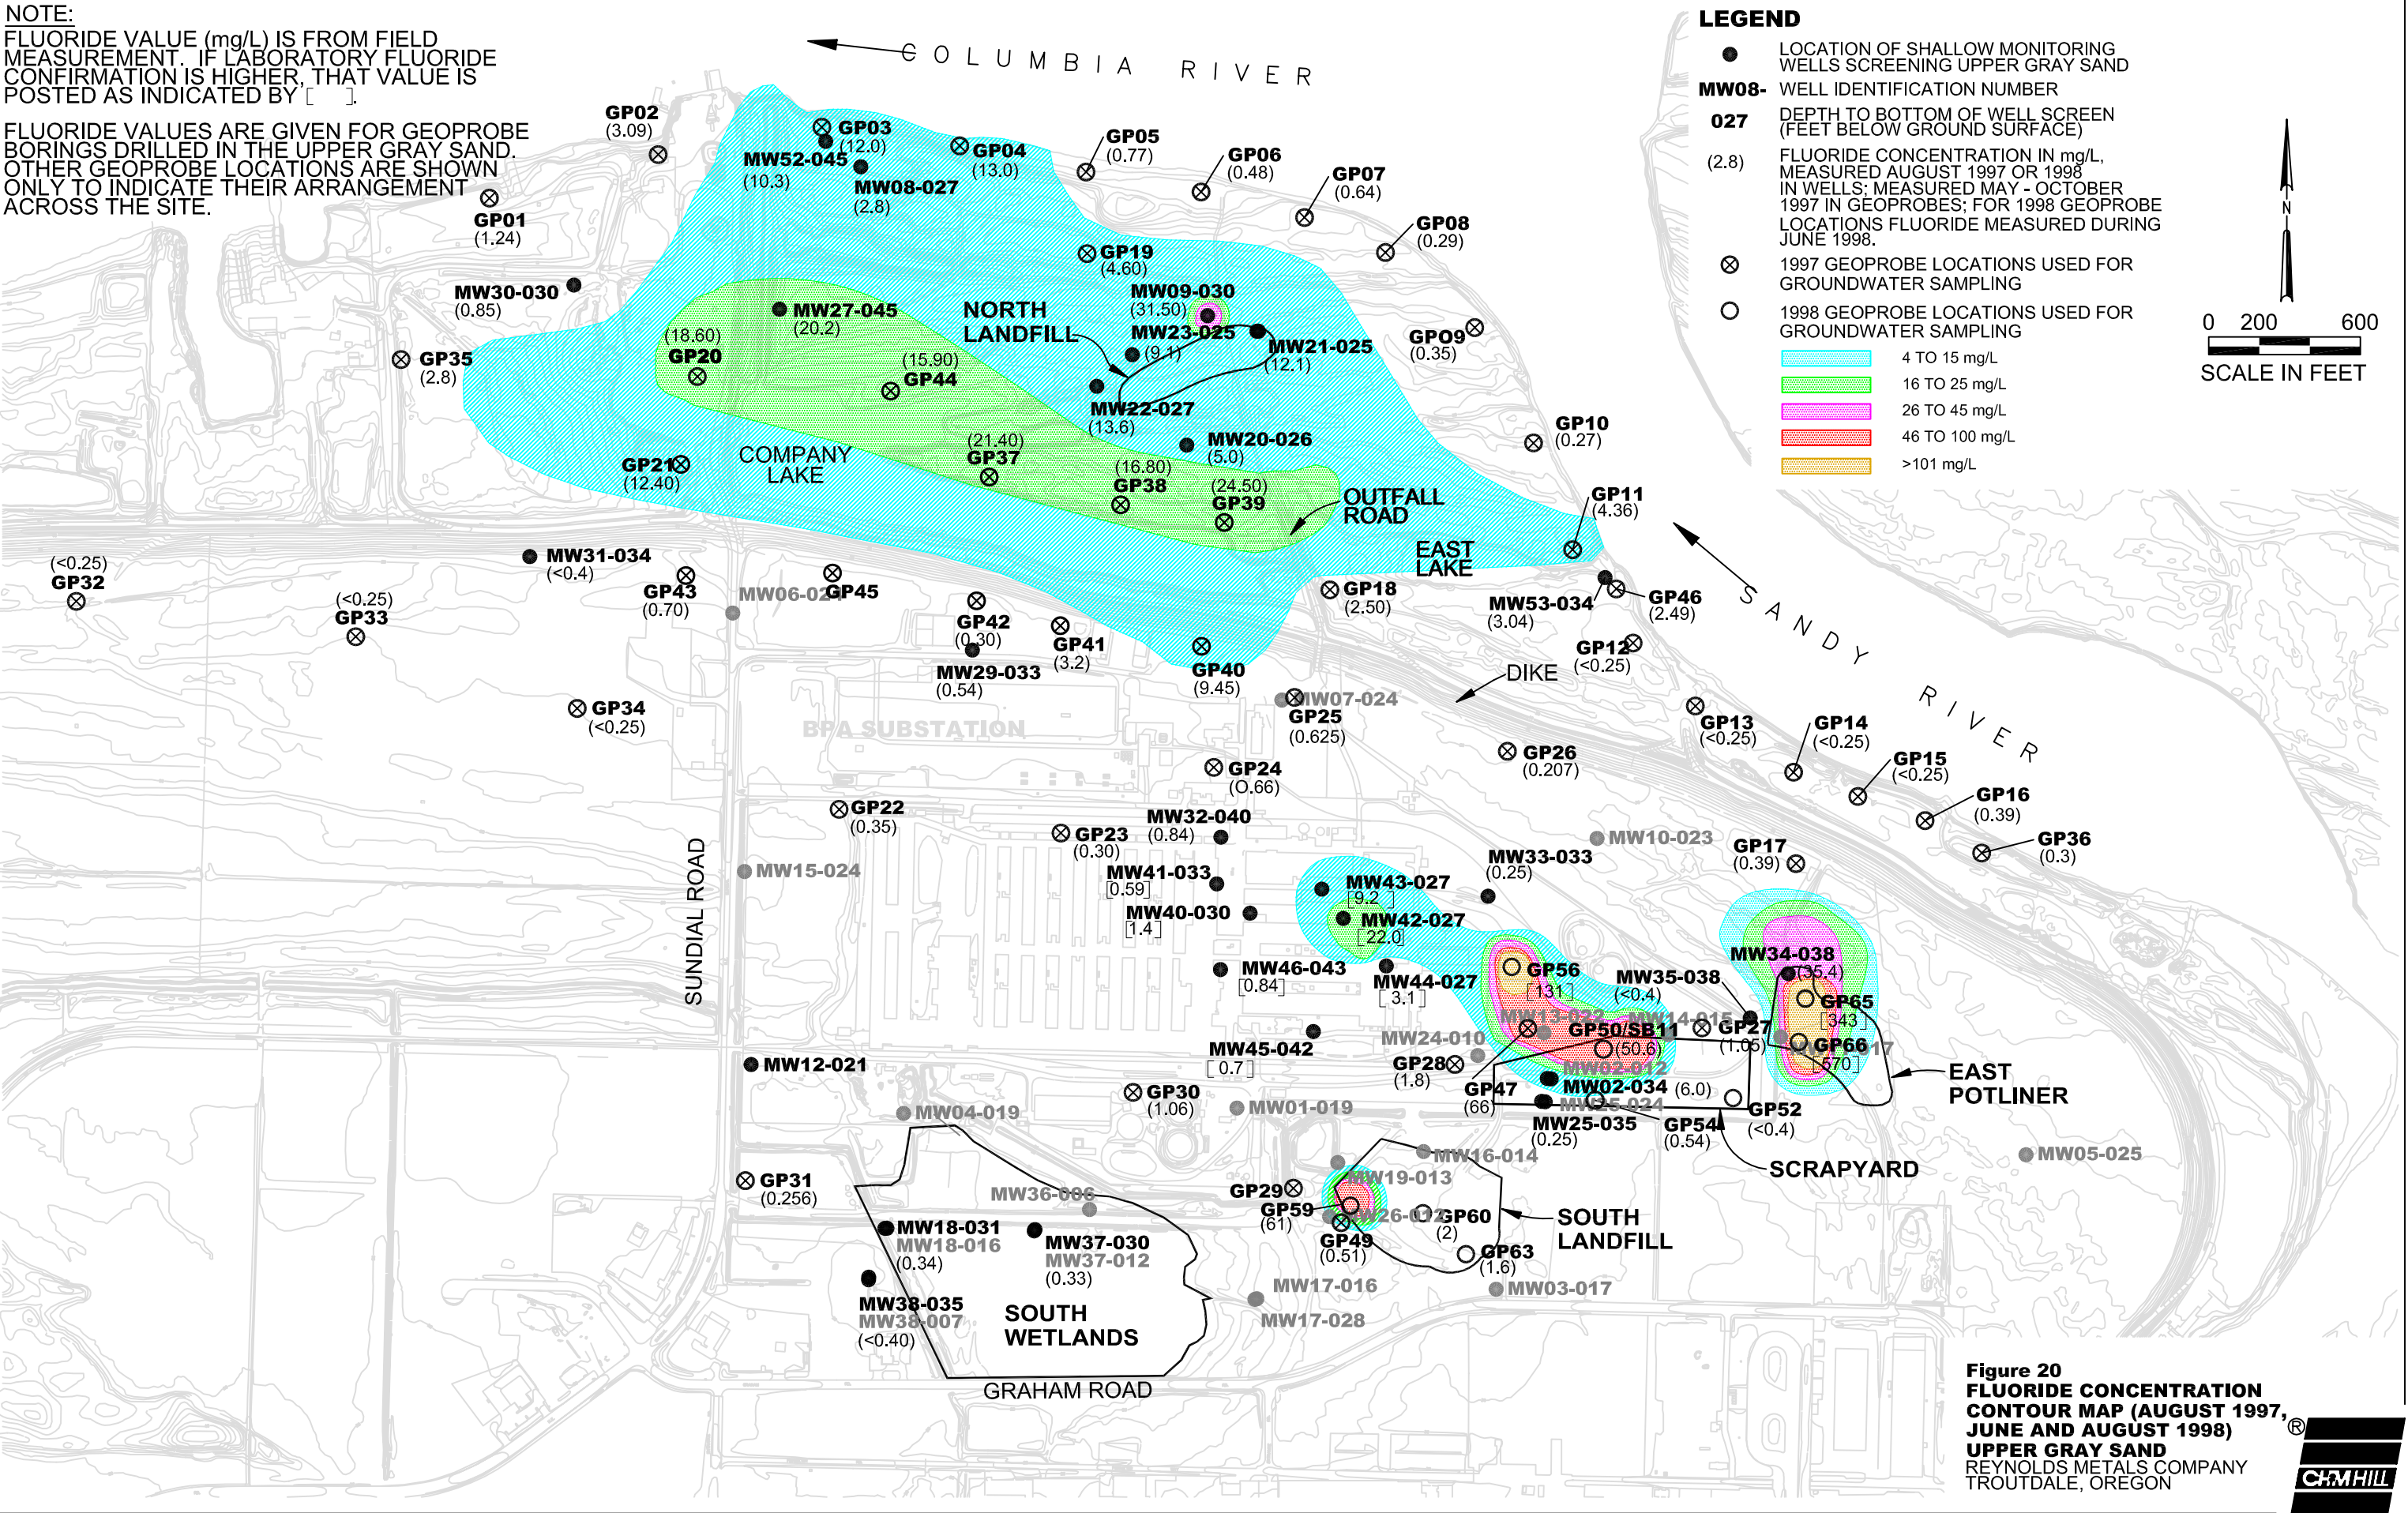 NOTE:
FLUORIDE VALUE (mg/L) IS FROM FIELD
MEASUREMENT. IF LABORATORY FLUORIDE
CONFIRMATION IS HIGHER, THAT VALUE IS
POSTED AS INDICATED BY [ ].
FLUORIDE VALUES ARE GIVEN FOR GEOPROBE
BORINGS DRILLED IN THE UPPER GRAY SAND.
OTHER GEOPROBE LOCATIONS ARE SHOWN
ONLY TO INDICATE THEIR ARRANGEMENT
ACROSS THE SITE.
COLUMBIA RIVER
LEGEND
LOCATION OF SHALLOW MONITORING
WELLS SCREENING UPPER GRAY SAND
MW08- WELL IDENTIFICATION NUMBER
027 DEPTH TO BOTTOM OF WELL SCREEN
(FEET BELOW GROUND SURFACE)
(2.8) FLUORIDE CONCENTRATION IN mg/L,
MEASURED AUGUST 1997 OR 1998
IN WELLS; MEASURED MAY - OCTOBER
1997 IN GEOPROBES; FOR 1998 GEOPROBE
LOCATIONS FLUORIDE MEASURED DURING
JUNE 1998.
1997 GEOPROBE LOCATIONS USED FOR
GROUNDWATER SAMPLING
1998 GEOPROBE LOCATIONS USED FOR
GROUNDWATER SAMPLING
4 TO 15 mg/L
16 TO 25 mg/L
26 TO 45 mg/L
46 TO 100 mg/L
>101 mg/L
N
0 200 600
SCALE IN FEET
GP02
(3.09)
GP03
(12.0)
MW52-045
(10.3)
MW08-027
(2.8)
GP04
(13.0)
GP05
(0.77)
GP06
(0.48)
GP07
(0.64)
GP08
(0.29)
GP01
(1.24)
GP19
(4.60)
MW30-030
(0.85)
MW27-045
(20.2)
NORTH
LANDFILL
MW09-030
(31.50)
MW23-025
(9.1)
MW21-025
(12.1)
GPO9
(0.35)
GP35
(2.8)
(18.60)
GP20
(15.90)
GP44
MW22-027
(13.6)
MW20-026
(5.0)
GP10
(0.27)
GP21
(12.40)
COMPANY
LAKE
(21.40)
GP37
(16.80)
GP38
(24.50)
GP39
OUTFALL
ROAD
GP11
(4.36)
EAST
LAKE
SANDY RIVER
(<0.25)
GP32
MW31-034
(<0.4)
(<0.25)
GP33
GP43
(0.70)
MW06-024
GP45
GP42
(0.30)
MW29-033
(0.54)
GP41
(3.2)
GP40
(9.45)
GP18
(2.50)
MW53-034
(3.04)
GP46
(2.49)
GP12
(<0.25)
DIKE
GP34
(<0.25)
BPA SUBSTATION
MW07-024
GP25
(0.625)
GP26
(0.207)
GP13
(<0.25)
GP14
(<0.25)
GP15
(<0.25)
GP16
(0.39)
GP36
(0.3)
GP24
(O.66)
GP22
(0.35)
GP23
(0.30)
MW32-040
(0.84)
MW10-023
GP17
(0.39)
SUNDIAL ROAD
MW15-024
MW41-033
[0.59]
MW40-030
[1.4]
MW43-027
[9.2 ]
MW42-027
[22.0]
MW33-033
(0.25)
MW46-043
[0.84]
MW44-027
[ 3.1 ]
GP56
[131]
MW35-038
(<0.4)
MW34-038
(35.4)
GP65
[343]
MW13-022
MW14-015
GP50/SB11
(50.6)
GP27
(1.05)
GP66
[570]
MW45-042
[ 0.7 ]
MW24-010
GP28
(1.8)
MW02-012
MW02-034 (6.0)
GP47
(66)
MW25-024
MW25-035
(0.25)
GP54
(0.54)
GP52
(<0.4)
EAST
POTLINER
SCRAPYARD
MW12-021
GP30
(1.06)
MW04-019
MW01-019
MW16-014
MW05-025
GP31
(0.256)
MW36-006
MW19-013
GP29
GP59
(61)
MW26-012
GP60
(2)
GP49
(0.51)
GP63
(1.6)
SOUTH
LANDFILL
MW18-031
MW18-016
(0.34)
MW37-030
MW37-012
(0.33)
MW38-035
MW38-007
(<0.40)
MW17-016
MW17-028
MW03-017
SOUTH
WETLANDS
GRAHAM ROAD
Figure 20
FLUORIDE CONCENTRATION
CONTOUR MAP (AUGUST 1997,
JUNE AND AUGUST 1998)
UPPER GRAY SAND
REYNOLDS METALS COMPANY
TROUTDALE, OREGON
®
CH2MHILL